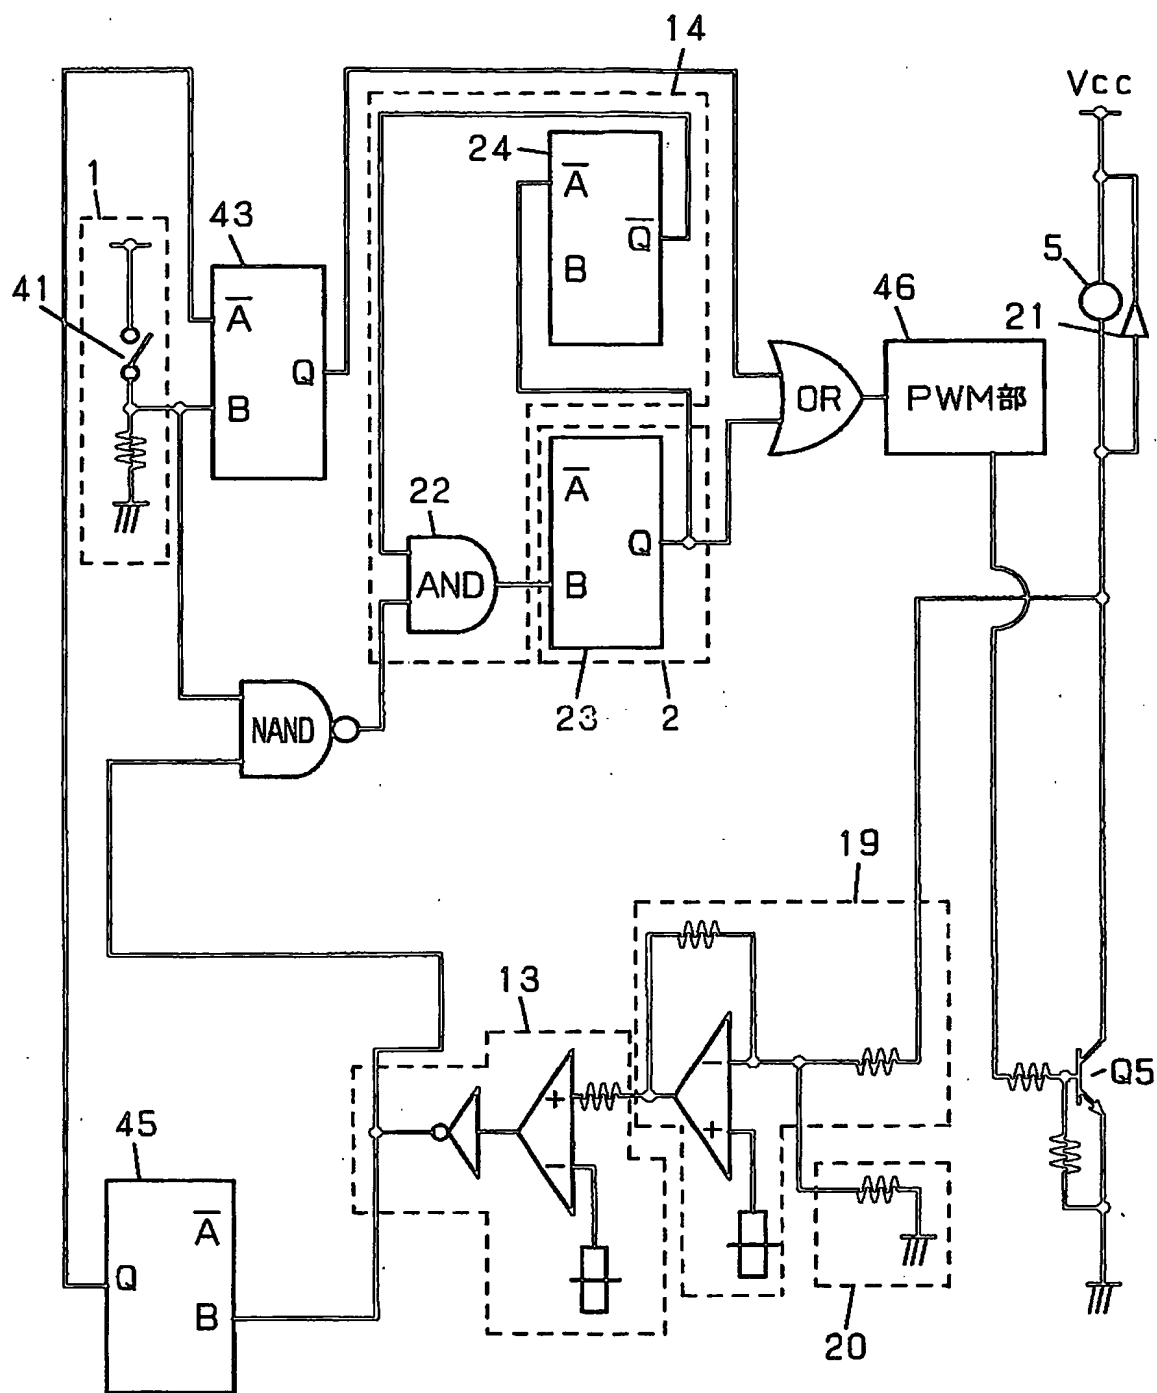 14
Vcc
24
A̅
Q̅
B
1
43
41
A̅
Q
B
5
46
21
OR
PWM部
22
A̅
Q
AND
B
23
2
NAND
19
13
−
+
+
−
Q5
45
A̅
Q
B
20